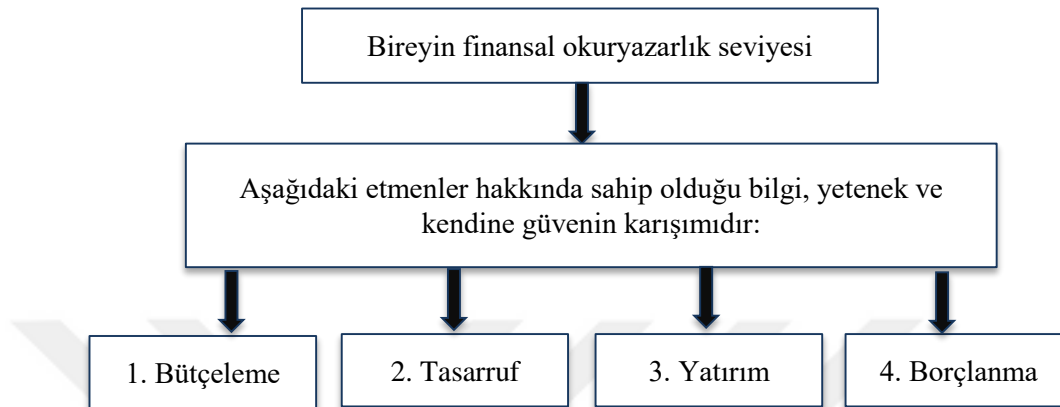 Bireyin finansal okuryazarlık seviyesi
Aşağıdaki etmenler hakkında sahip olduğu bilgi, yetenek ve
kendine güvenin karışımıdır:
1. Bütçeleme
2. Tasarruf
3. Yatırım
4. Borçlanma